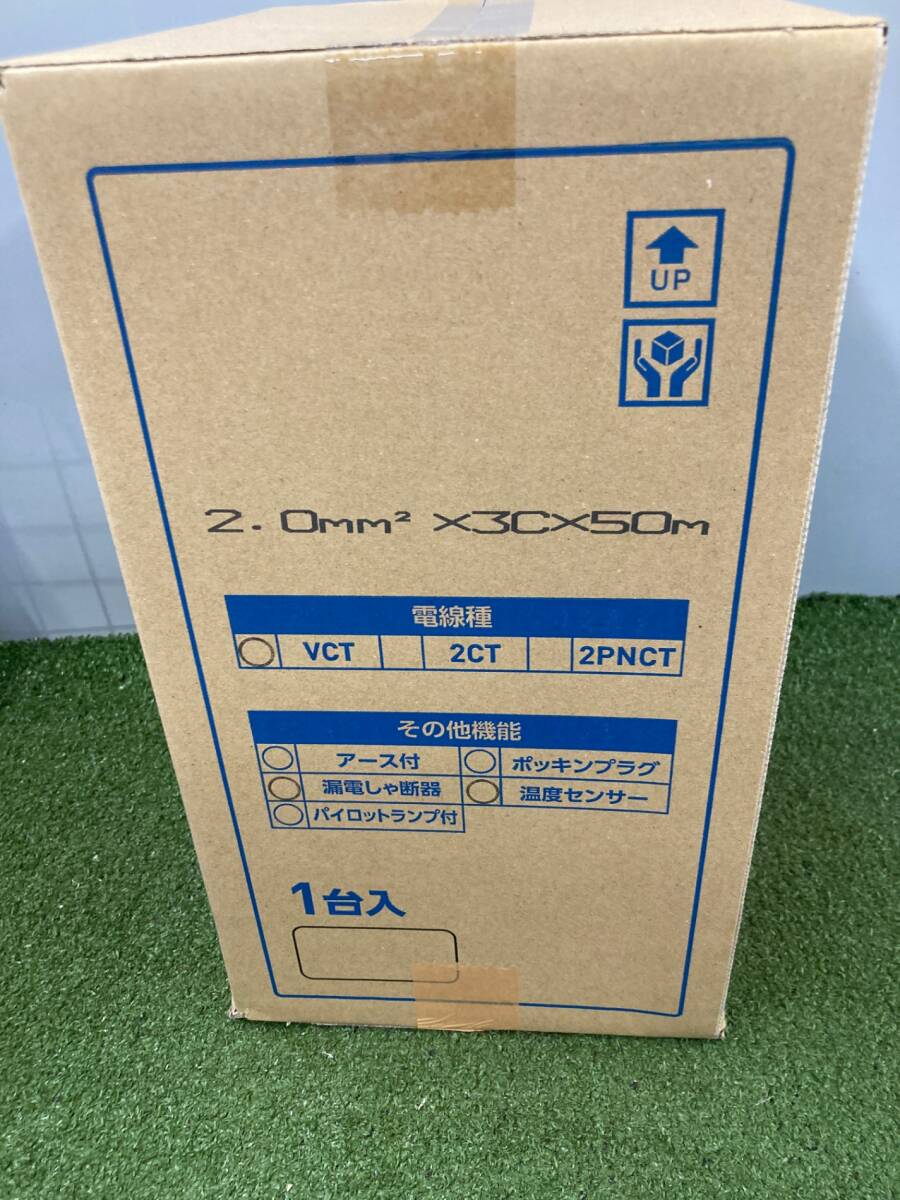 UP
2.0mm² ×3C×50m
電線種
○ VCT 2CT 2PNCT
その他機能
○ アース付 ○ ポッキンプラグ
○ 漏電しゃ断器 ○ 温度センサー
○ パイロットランプ付
1台入